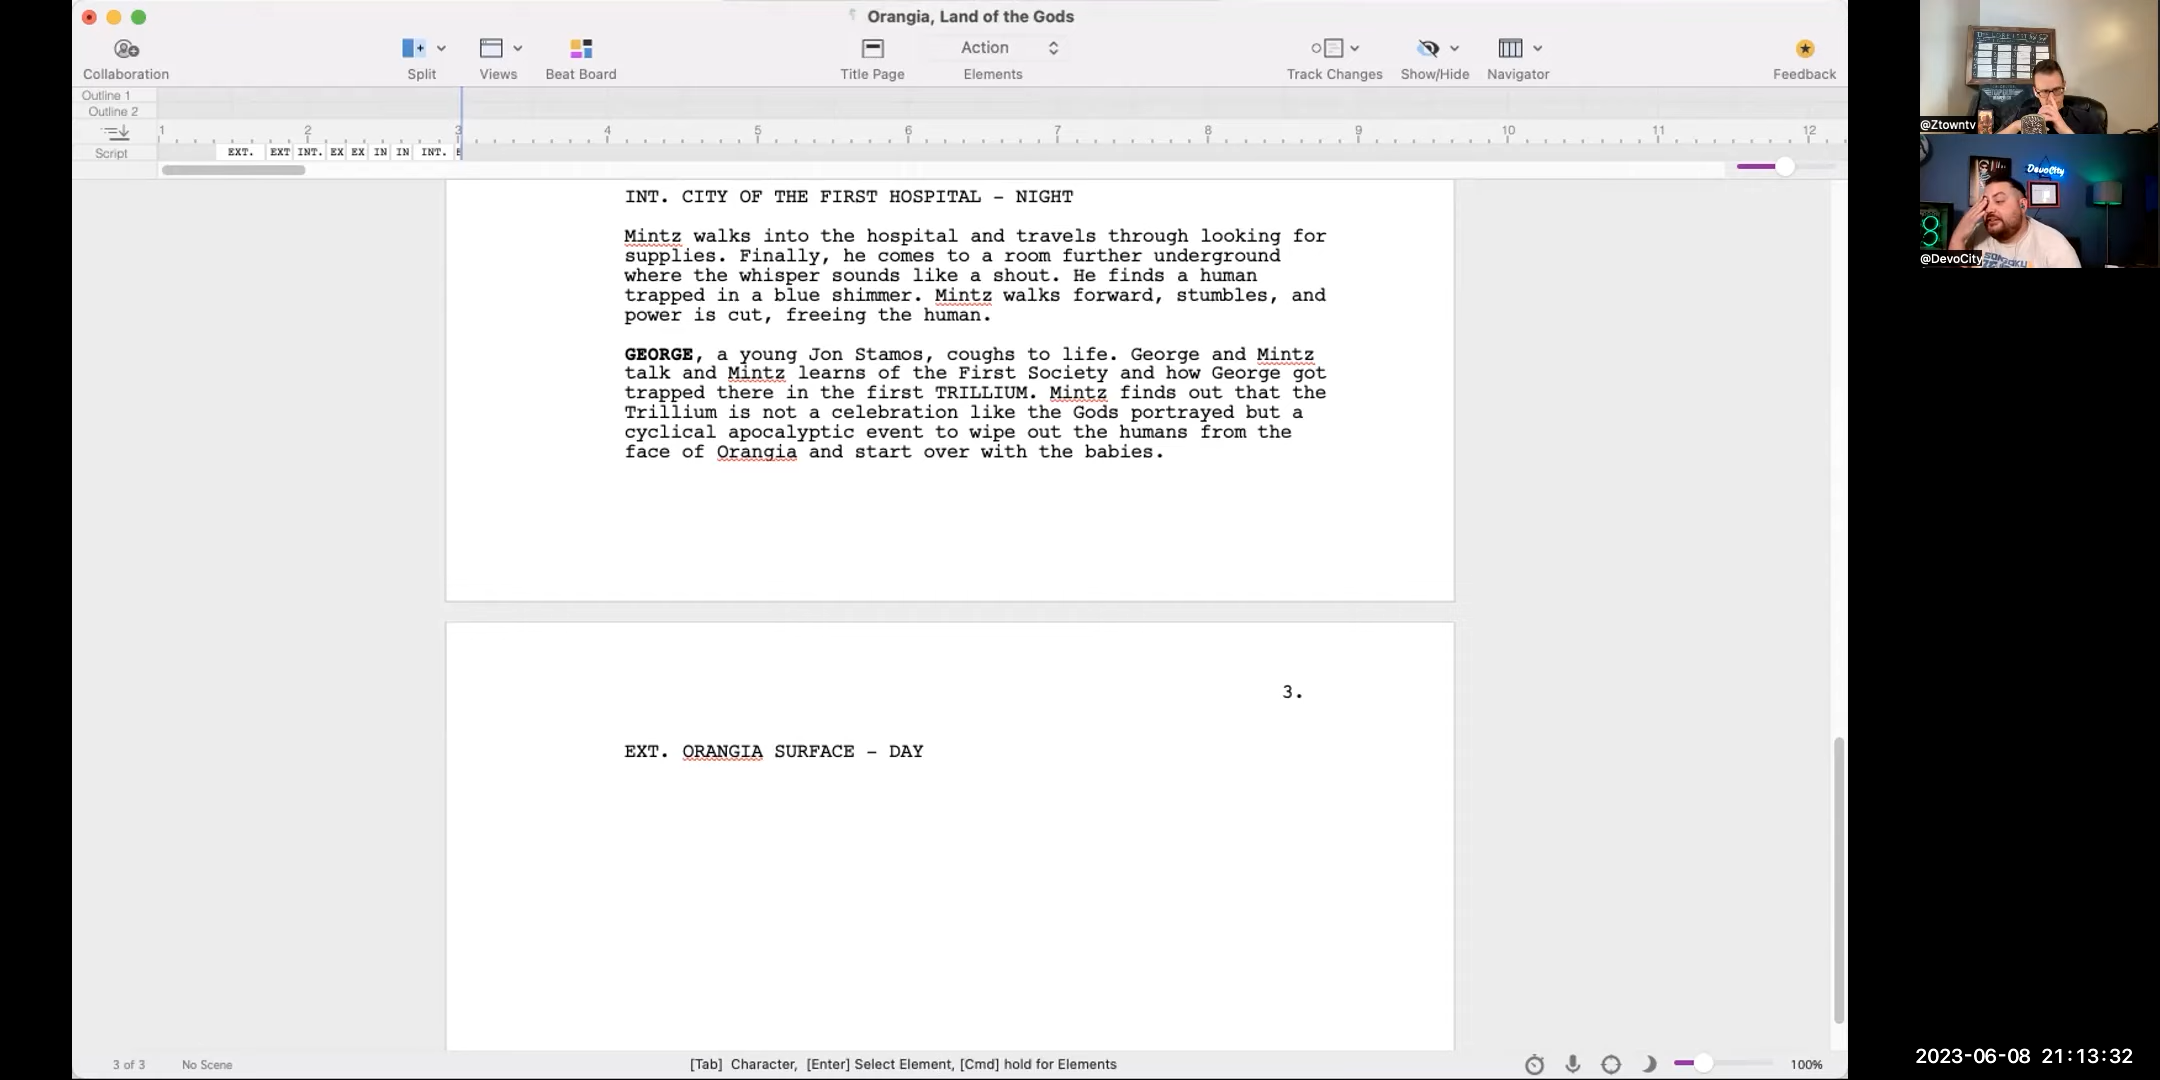 Orangia, Land of the Gods
Collaboration
Split
Views
Beat Board
Title Page
Action
Elements
Track Changes
Show/Hide
Navigator
Feedback
Outline 1
Outline 2
1 2 3 4 5 6 7 8 9 10 11 12
Script
EXT. EXT INT. EX EX IN IN INT. E
INT. CITY OF THE FIRST HOSPITAL – NIGHT
Mintz walks into the hospital and travels through looking for
supplies. Finally, he comes to a room further underground
where the whisper sounds like a shout. He finds a human
trapped in a blue shimmer. Mintz walks forward, stumbles, and
power is cut, freeing the human.
GEORGE, a young Jon Stamos, coughs to life. George and Mintz
talk and Mintz learns of the First Society and how George got
trapped there in the first TRILLIUM. Mintz finds out that the
Trillium is not a celebration like the Gods portrayed but a
cyclical apocalyptic event to wipe out the humans from the
face of Orangia and start over with the babies.
3.
EXT. ORANGIA SURFACE – DAY
3 of 3
No Scene
[Tab] Character, [Enter] Select Element, [Cmd] hold for Elements
100%
@Ztowntv
DevoCity
@DevoCity
2023-06-08 21:13:32